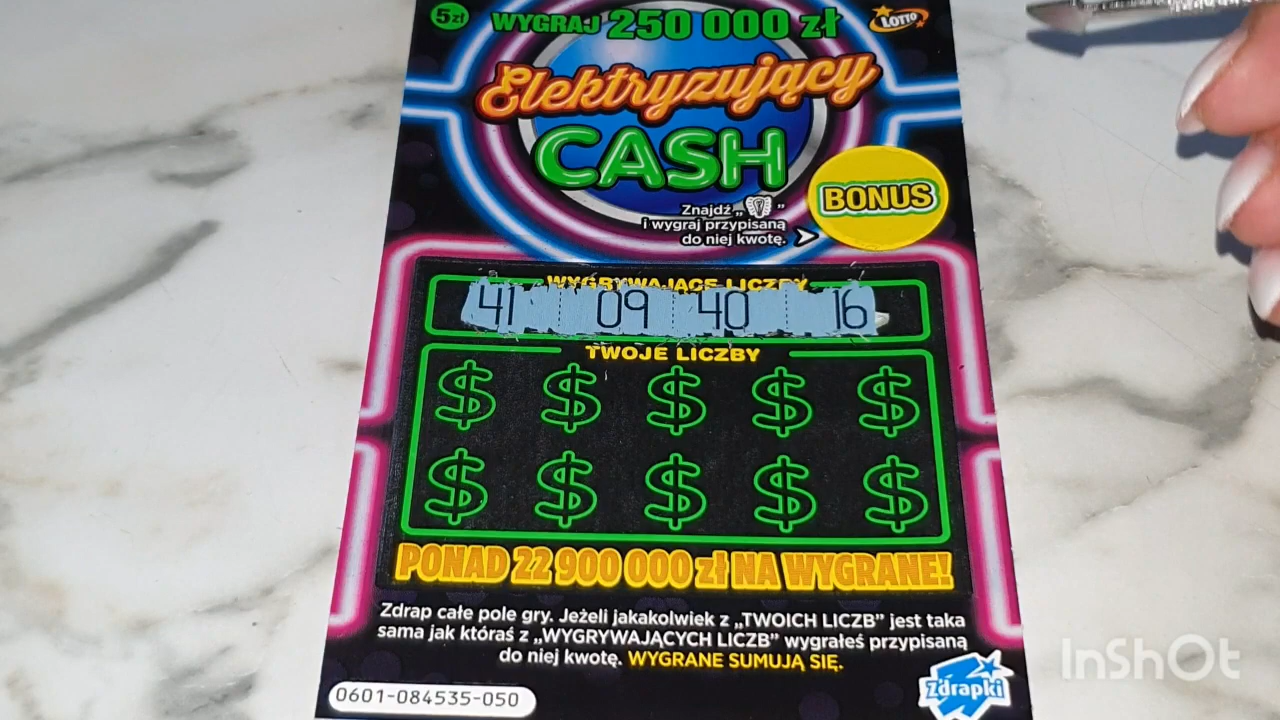 5zł WYGRAJ 250 000 zł LOTTO
Elektryzujący
CASH
BONUS
Znajdź „ ”
i wygraj przypisaną
do niej kwotę.
WYGRYWAJĄCE LICZBY
41 09 40 16
TWOJE LICZBY
$ $ $ $ $
$ $ $ $ $
PONAD 22 900 000 zł NA WYGRANE!
Zdrap całe pole gry. Jeżeli jakakolwiek z „TWOICH LICZB” jest taka
sama jak któraś z „WYGRYWAJĄCYCH LICZB” wygrałeś przypisaną
do niej kwotę. WYGRANE SUMUJĄ SIĘ.
Zdrapki
0601-084535-050
InShOt